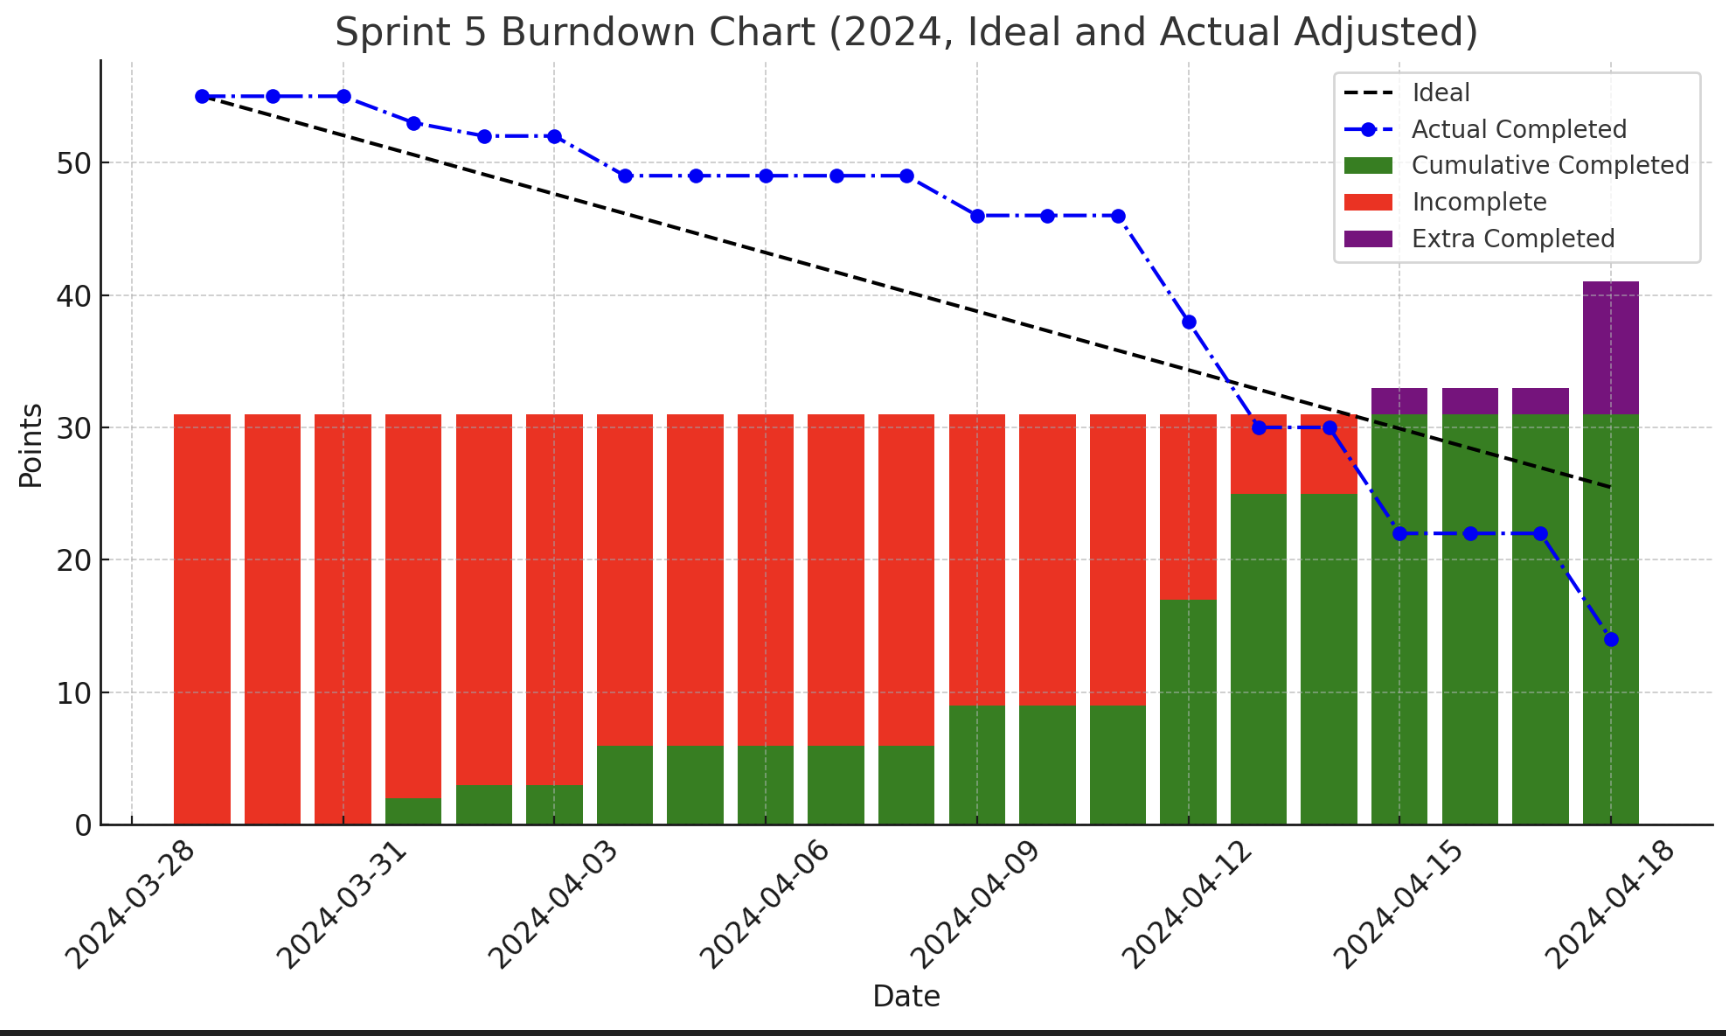 Sprint 5 Burndown Chart (2024, Ideal and Actual Adjusted)
Ideal
Actual Completed
Cumulative Completed
Incomplete
Extra Completed
Points
50
40
30
20
10
0
2024-03-28
2024-03-31
2024-04-03
2024-04-06
2024-04-09
2024-04-12
2024-04-15
2024-04-18
Date